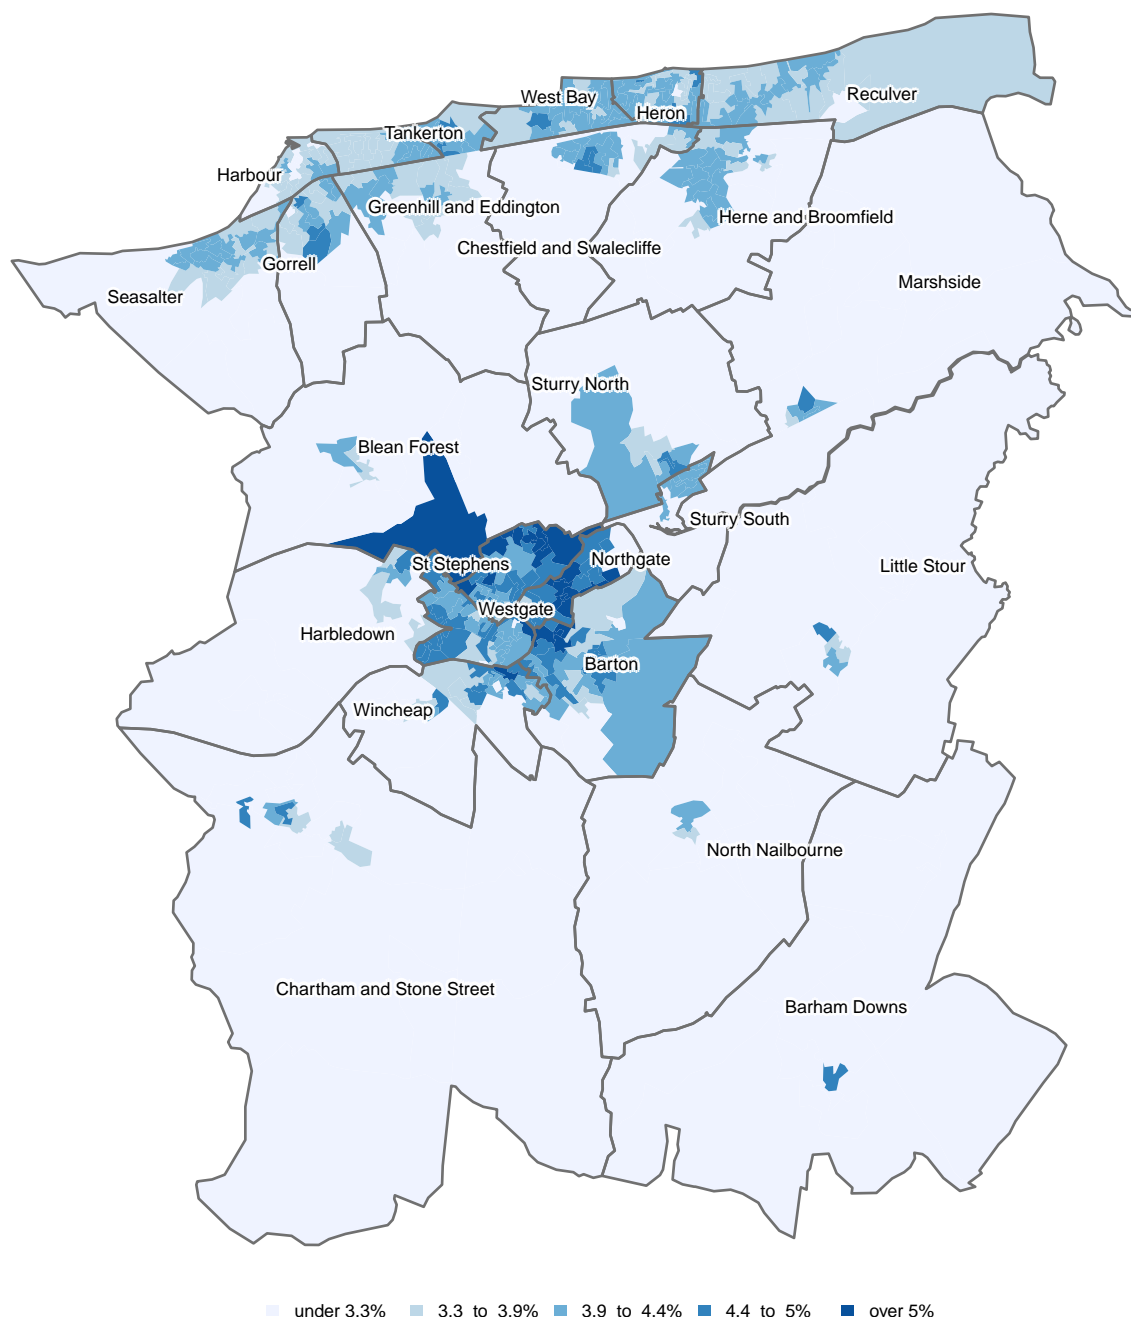 Reculver
West Bay
Heron
Tankerton
Harbour
Greenhill and Eddington
Herne and Broomfield
Chestfield and Swalecliffe
Gorrell
Marshside
Seasalter
Sturry North
Blean Forest
Sturry South
Northgate
St Stephens
Little Stour
Westgate
Harbledown
Barton
Wincheap
North Nailbourne
Chartham and Stone Street
Barham Downs
under 3.3% 3.3 to 3.9% 3.9 to 4.4% 4.4 to 5% over 5%